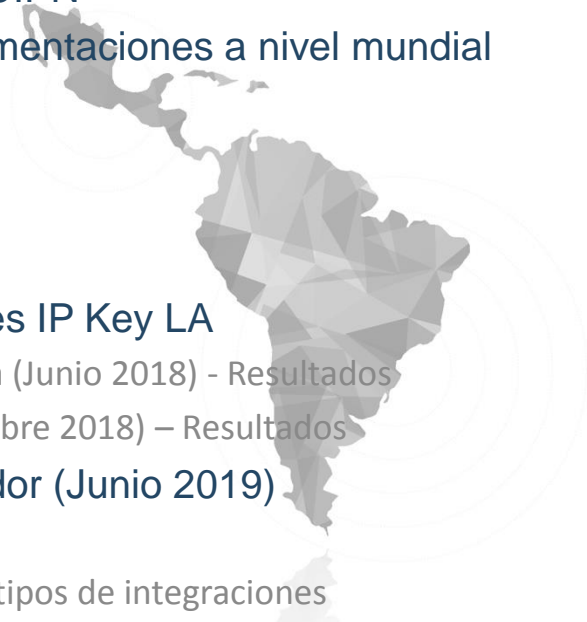 mentaciones a nivel mundial
es IP Key LA
(Junio 2018) - Resultados
bre 2018) – Resultados
dor (Junio 2019)
tipos de integraciones